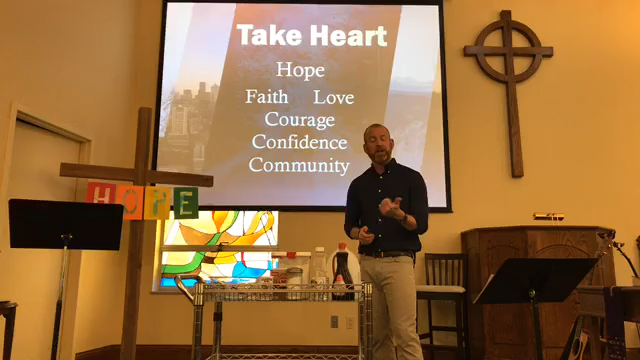 Take Heart
Hope
Faith Love
Courage
Confidence
Community
HOPE